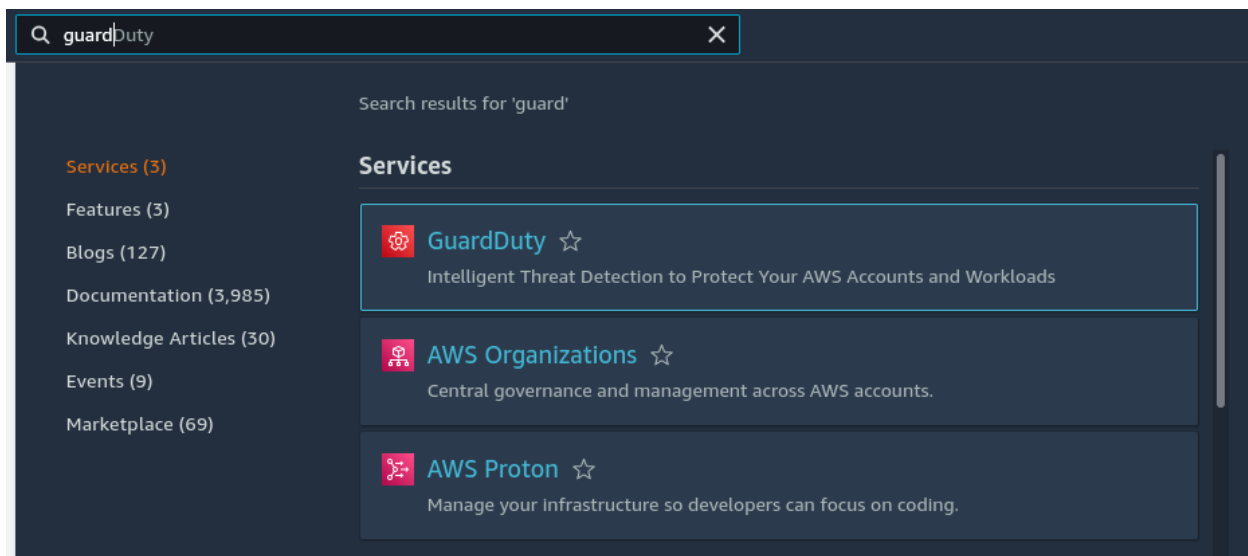 guardDuty
Search results for 'guard'
Services (3)
Features (3)
Blogs (127)
Documentation (3,985)
Knowledge Articles (30)
Events (9)
Marketplace (69)
Services
GuardDuty
Intelligent Threat Detection to Protect Your AWS Accounts and Workloads
AWS Organizations
Central governance and management across AWS accounts.
AWS Proton
Manage your infrastructure so developers can focus on coding.